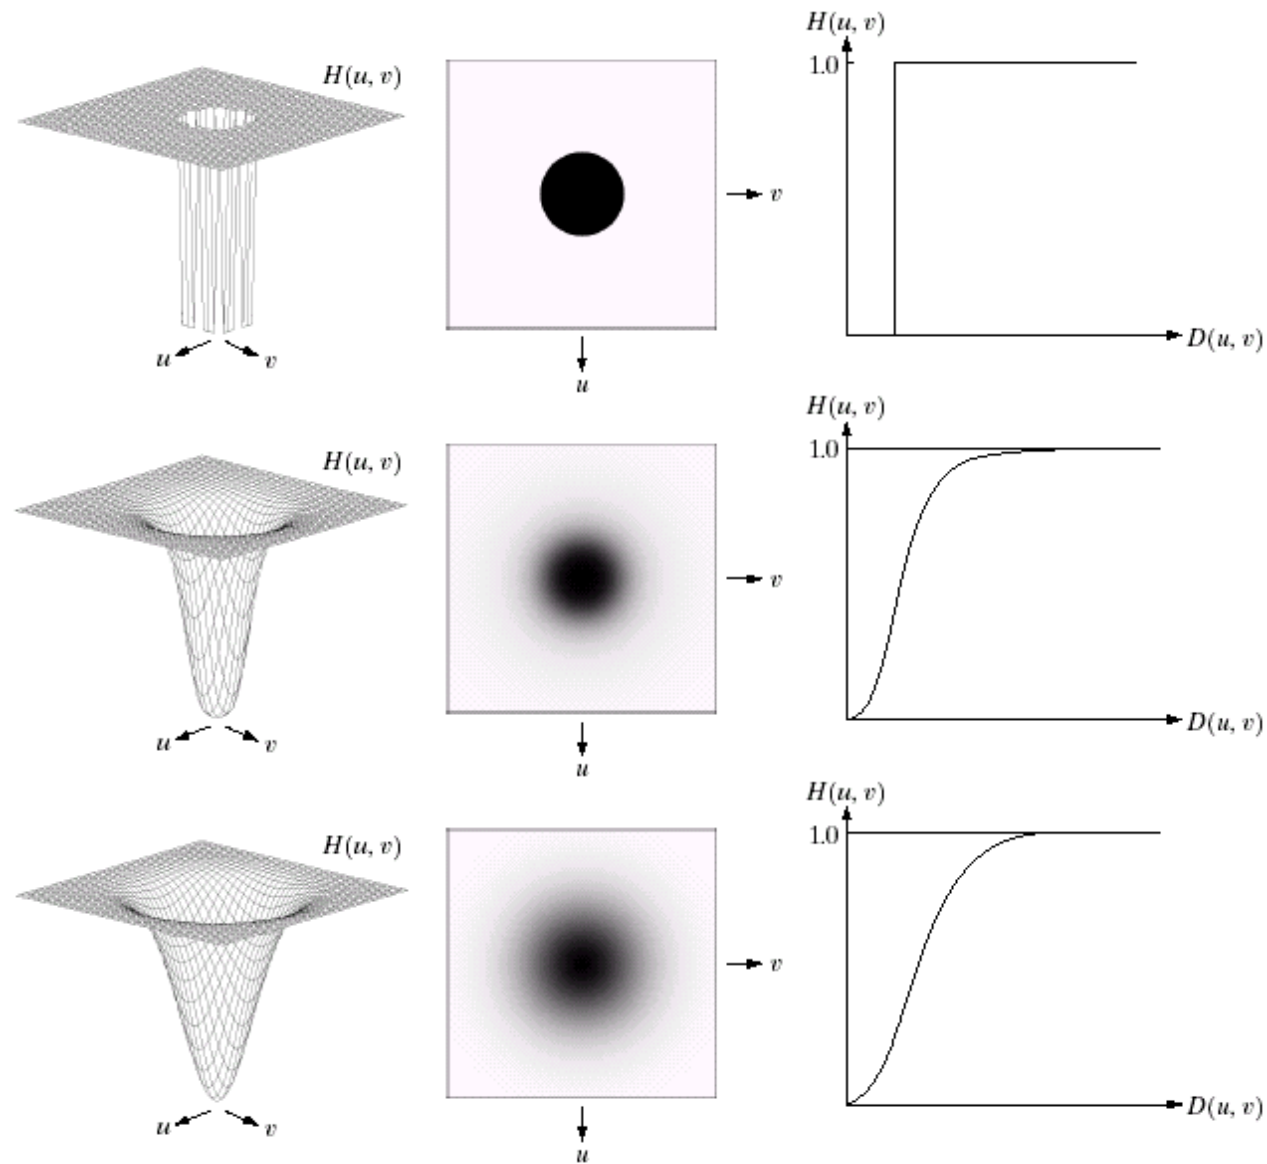 H(u, v)
H(u, v)
1.0
v
u
v
u
D(u, v)
H(u, v)
H(u, v)
1.0
v
u
v
u
D(u, v)
H(u, v)
H(u, v)
1.0
v
u
v
u
D(u, v)